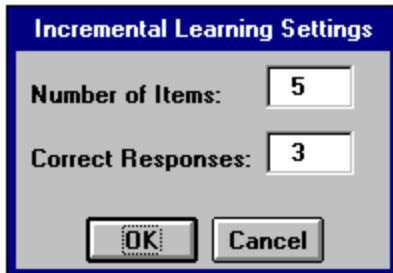 Incremental Learning Settings
Number of Items: 5
Correct Responses: 3
OK Cancel